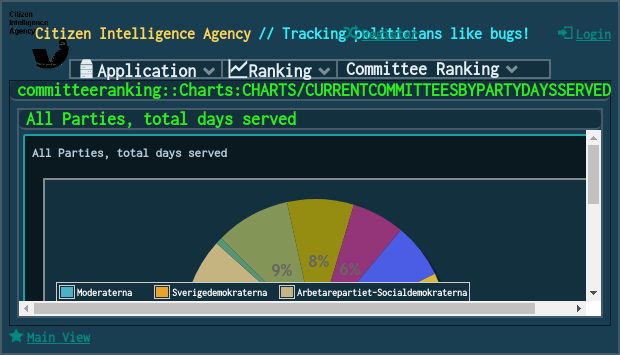 Citizen
Intelligence
Agency
Citizen Intelligence Agency // Tracking politicians like bugs!
Login
Application
Ranking
Committee Ranking
committeeranking::Charts:CHARTS/CURRENTCOMMITTEESBYPARTYDAYSSERVED
All Parties, total days served
All Parties, total days served
9%
8%
6%
Moderaterna
Sverigedemokraterna
Arbetarepartiet-Socialdemokraterna
Main View